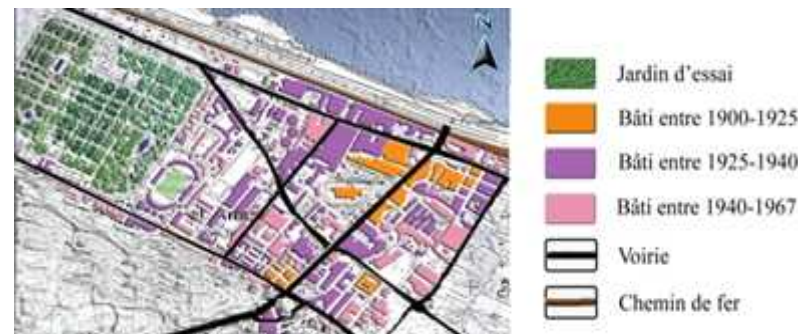 N
Jardin d'essai
Bâti entre 1900-1925
Bâti entre 1925-1940
Bâti entre 1940-1967
Voirie
Chemin de fer